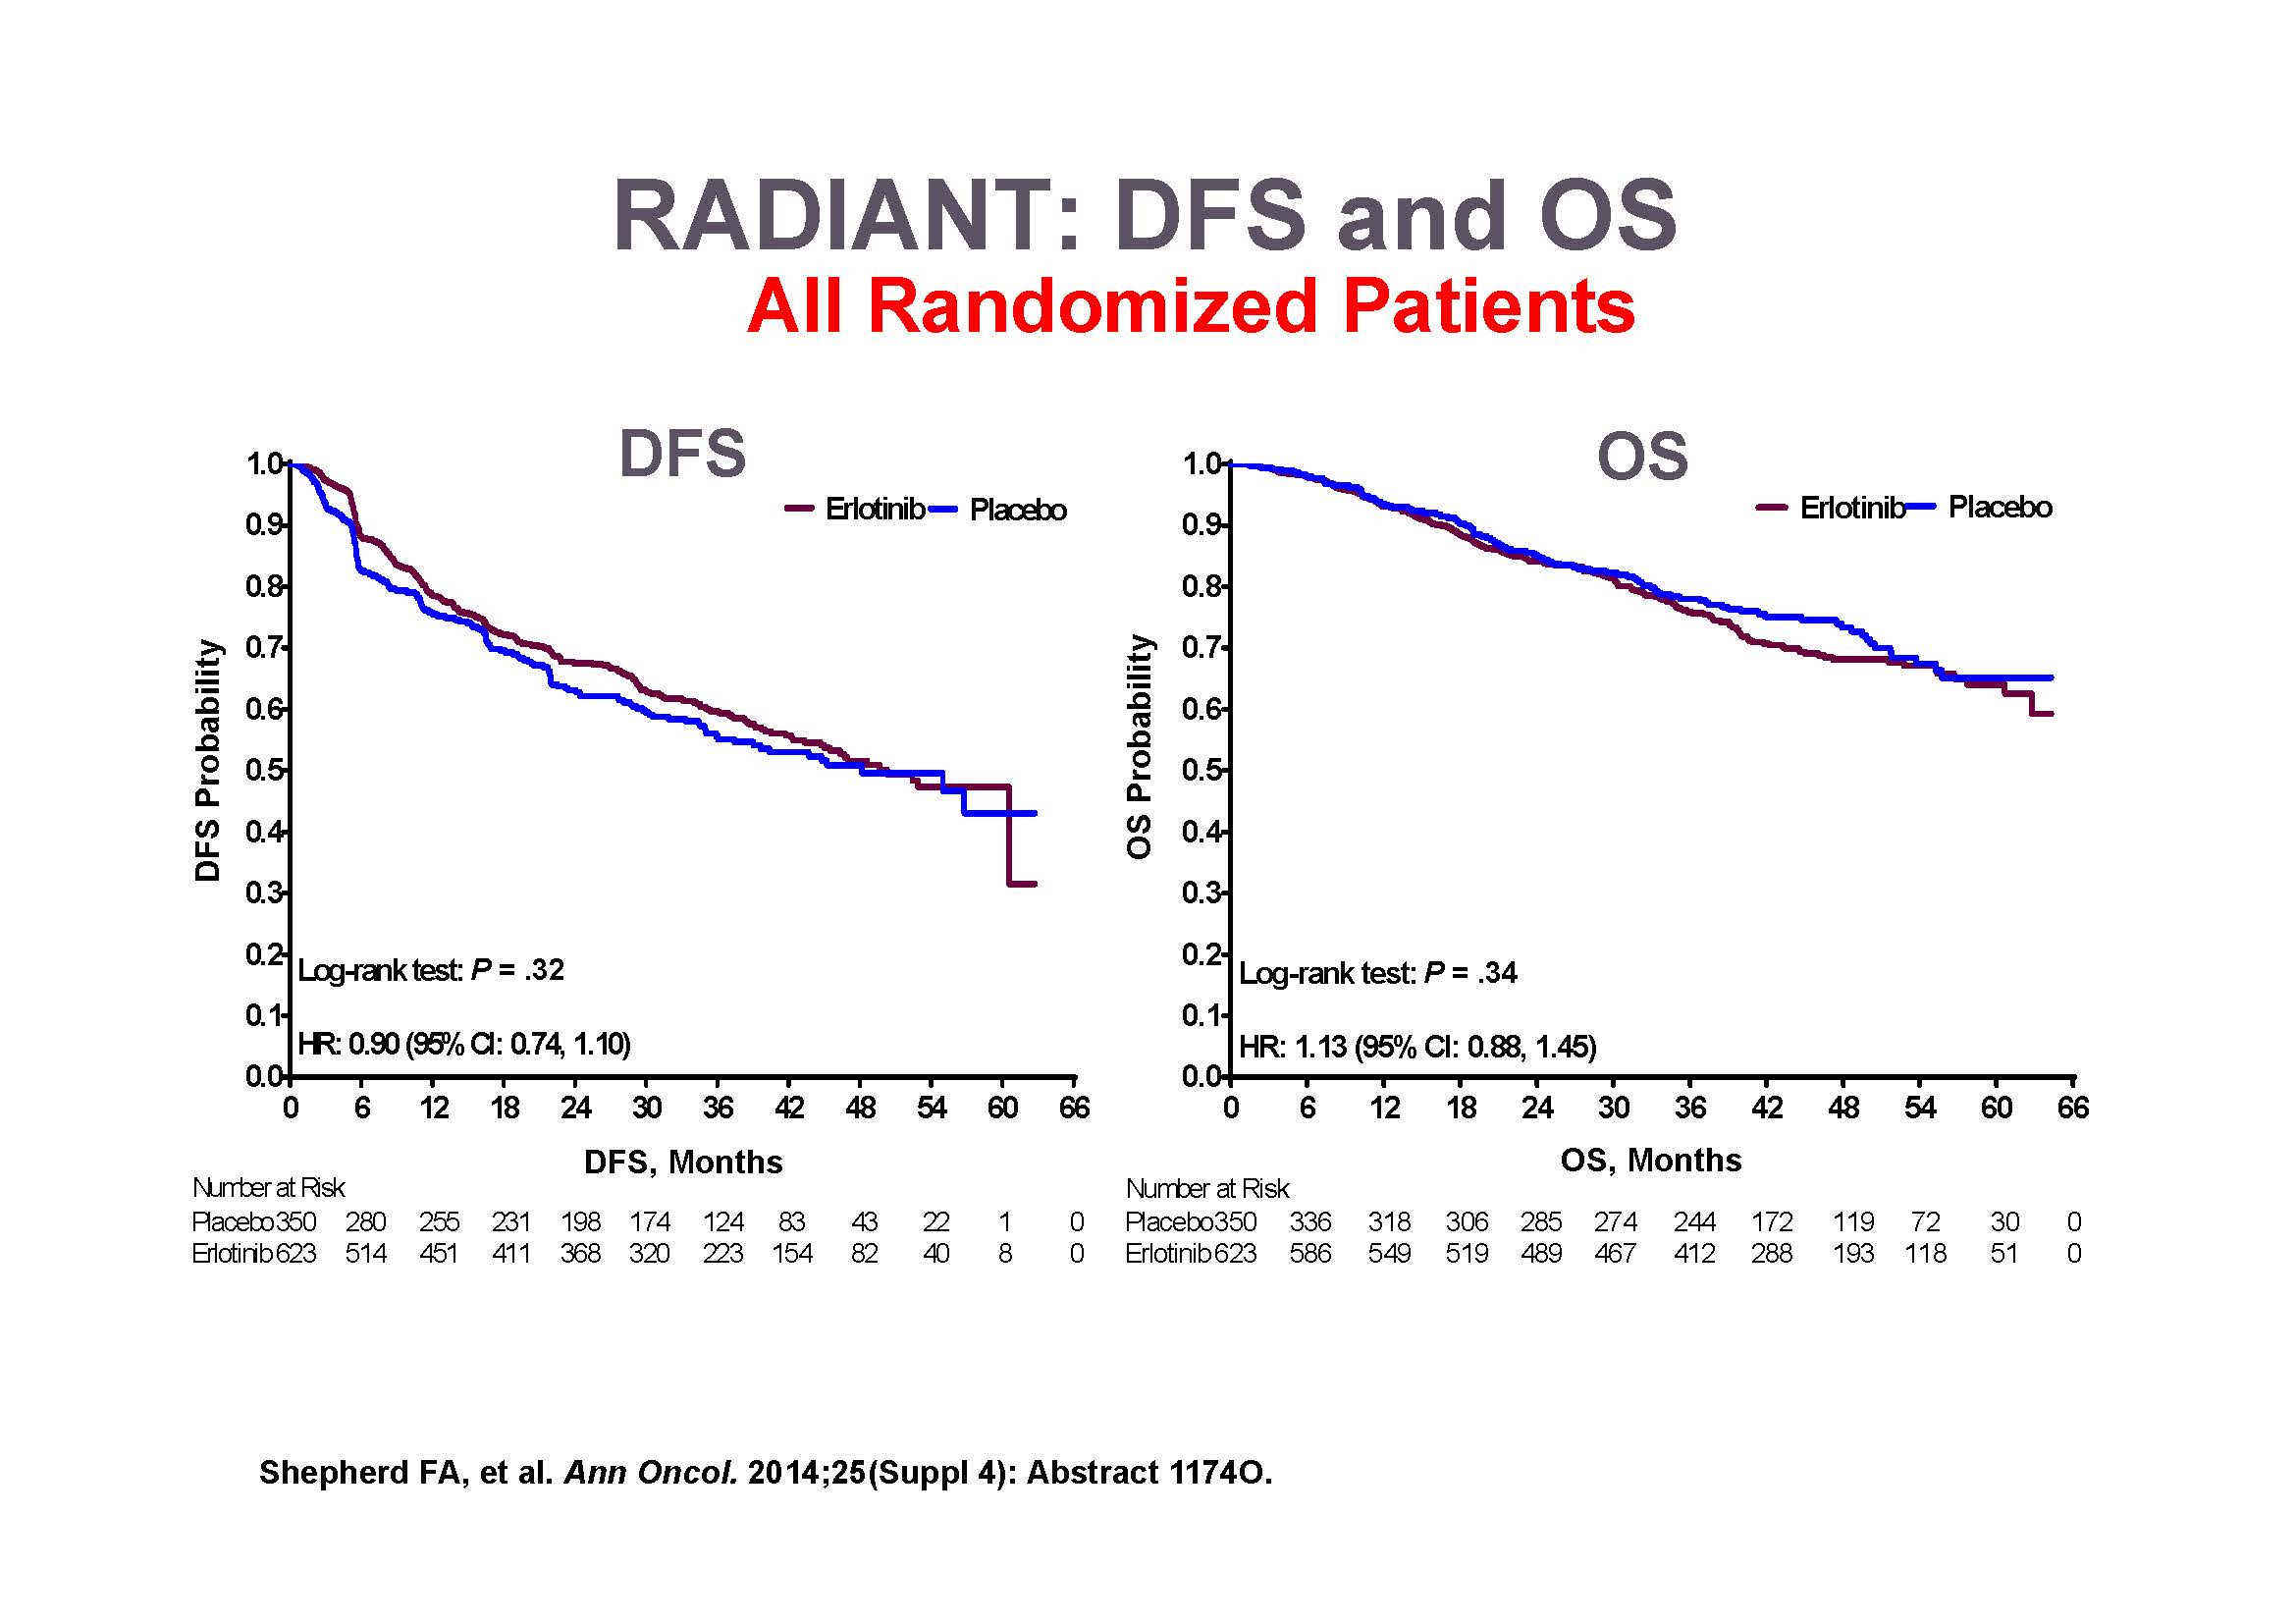 RADIANT: DFS and OS
All Randomized Patients
DFS
Erlotinib Placebo
DFS Probability
1.0
0.9
0.8
0.7
0.6
0.5
0.4
0.3
0.2
0.1
0.0
Log-rank test: P = .32
HR: 0.90 (95% CI: 0.74, 1.10)
0 6 12 18 24 30 36 42 48 54 60 66
DFS, Months
Number at Risk
Placebo 350 280 255 231 198 174 124 83 43 22 1 0
Erlotinib 623 514 451 411 368 320 223 154 82 40 8 0
OS
Erlotinib Placebo
OS Probability
1.0
0.9
0.8
0.7
0.6
0.5
0.4
0.3
0.2
0.1
0.0
Log-rank test: P = .34
HR: 1.13 (95% CI: 0.88, 1.45)
0 6 12 18 24 30 36 42 48 54 60 66
OS, Months
Number at Risk
Placebo 350 336 318 306 285 274 244 172 119 72 30 0
Erlotinib 623 586 549 519 489 467 412 288 193 118 51 0
Shepherd FA, et al. Ann Oncol. 2014;25(Suppl 4): Abstract 1174O.